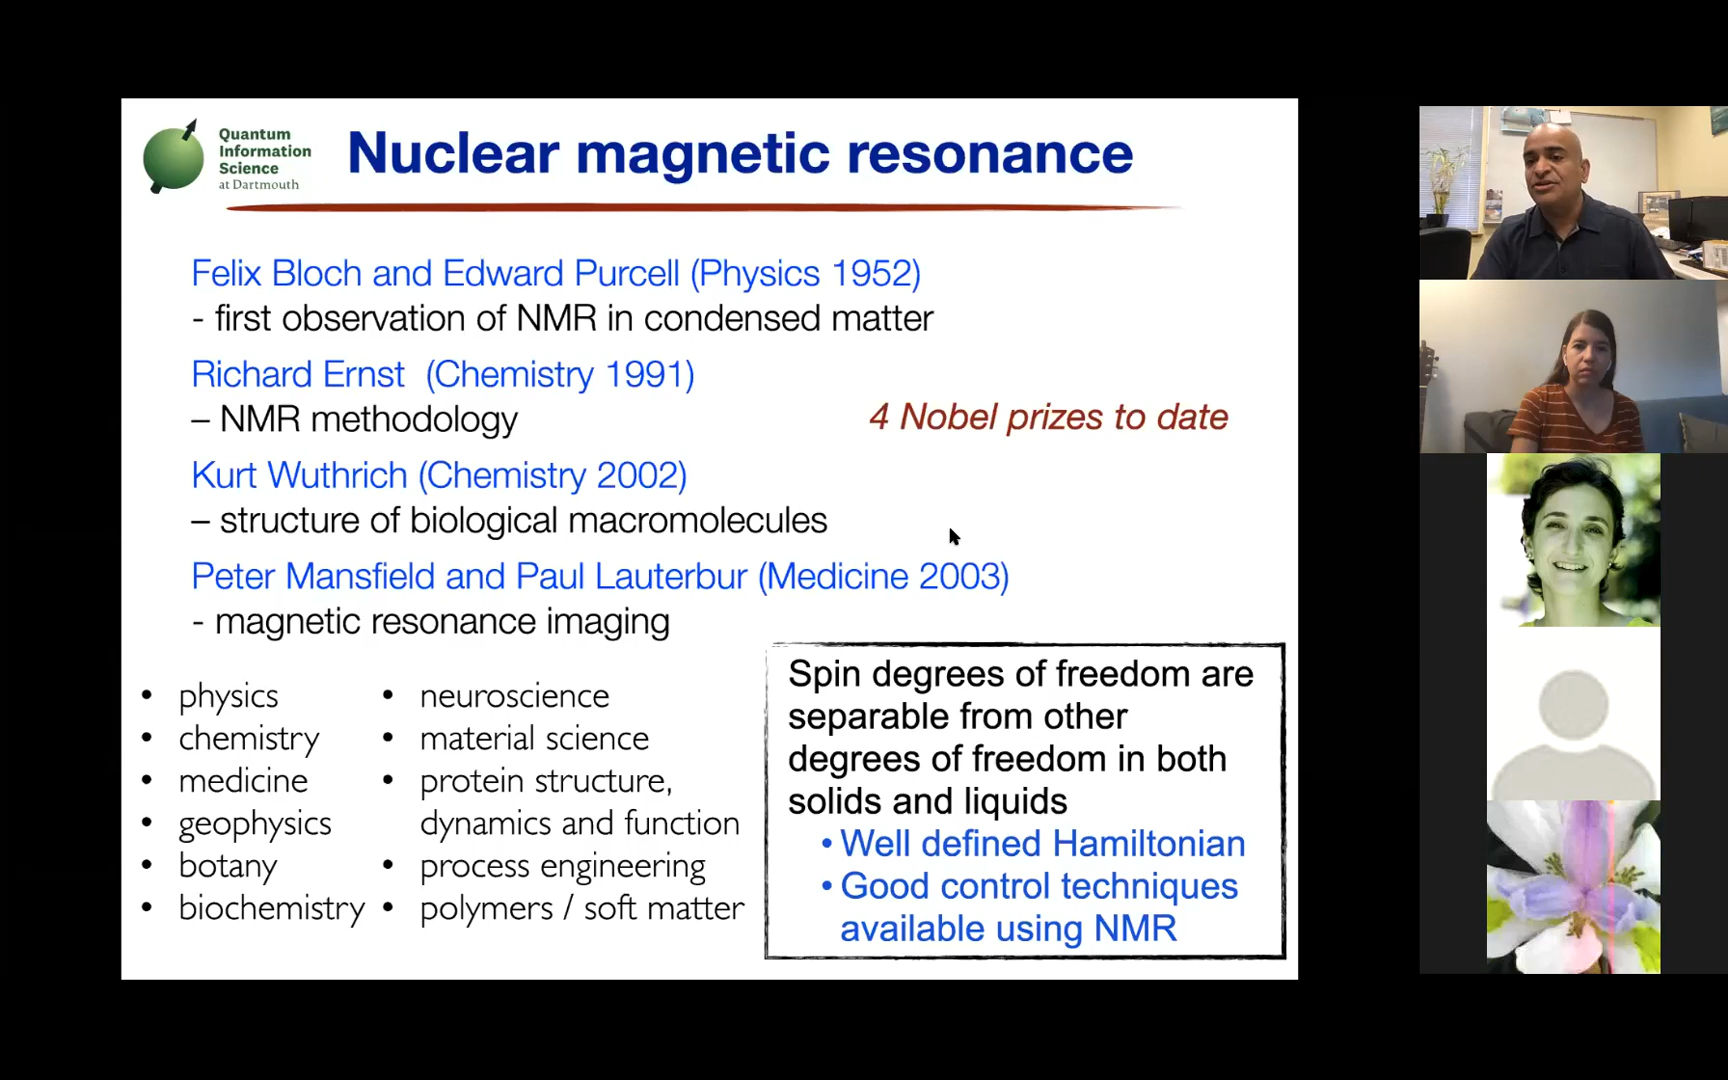 Quantum
Information
Science
at Dartmouth
Nuclear magnetic resonance
Felix Bloch and Edward Purcell (Physics 1952)
- first observation of NMR in condensed matter
Richard Ernst (Chemistry 1991)
– NMR methodology
4 Nobel prizes to date
Kurt Wuthrich (Chemistry 2002)
– structure of biological macromolecules
Peter Mansfield and Paul Lauterbur (Medicine 2003)
- magnetic resonance imaging
• physics
• chemistry
• medicine
• geophysics
• botany
• biochemistry
• neuroscience
• material science
• protein structure,
dynamics and function
• process engineering
• polymers / soft matter
Spin degrees of freedom are
separable from other
degrees of freedom in both
solids and liquids
• Well defined Hamiltonian
• Good control techniques
available using NMR